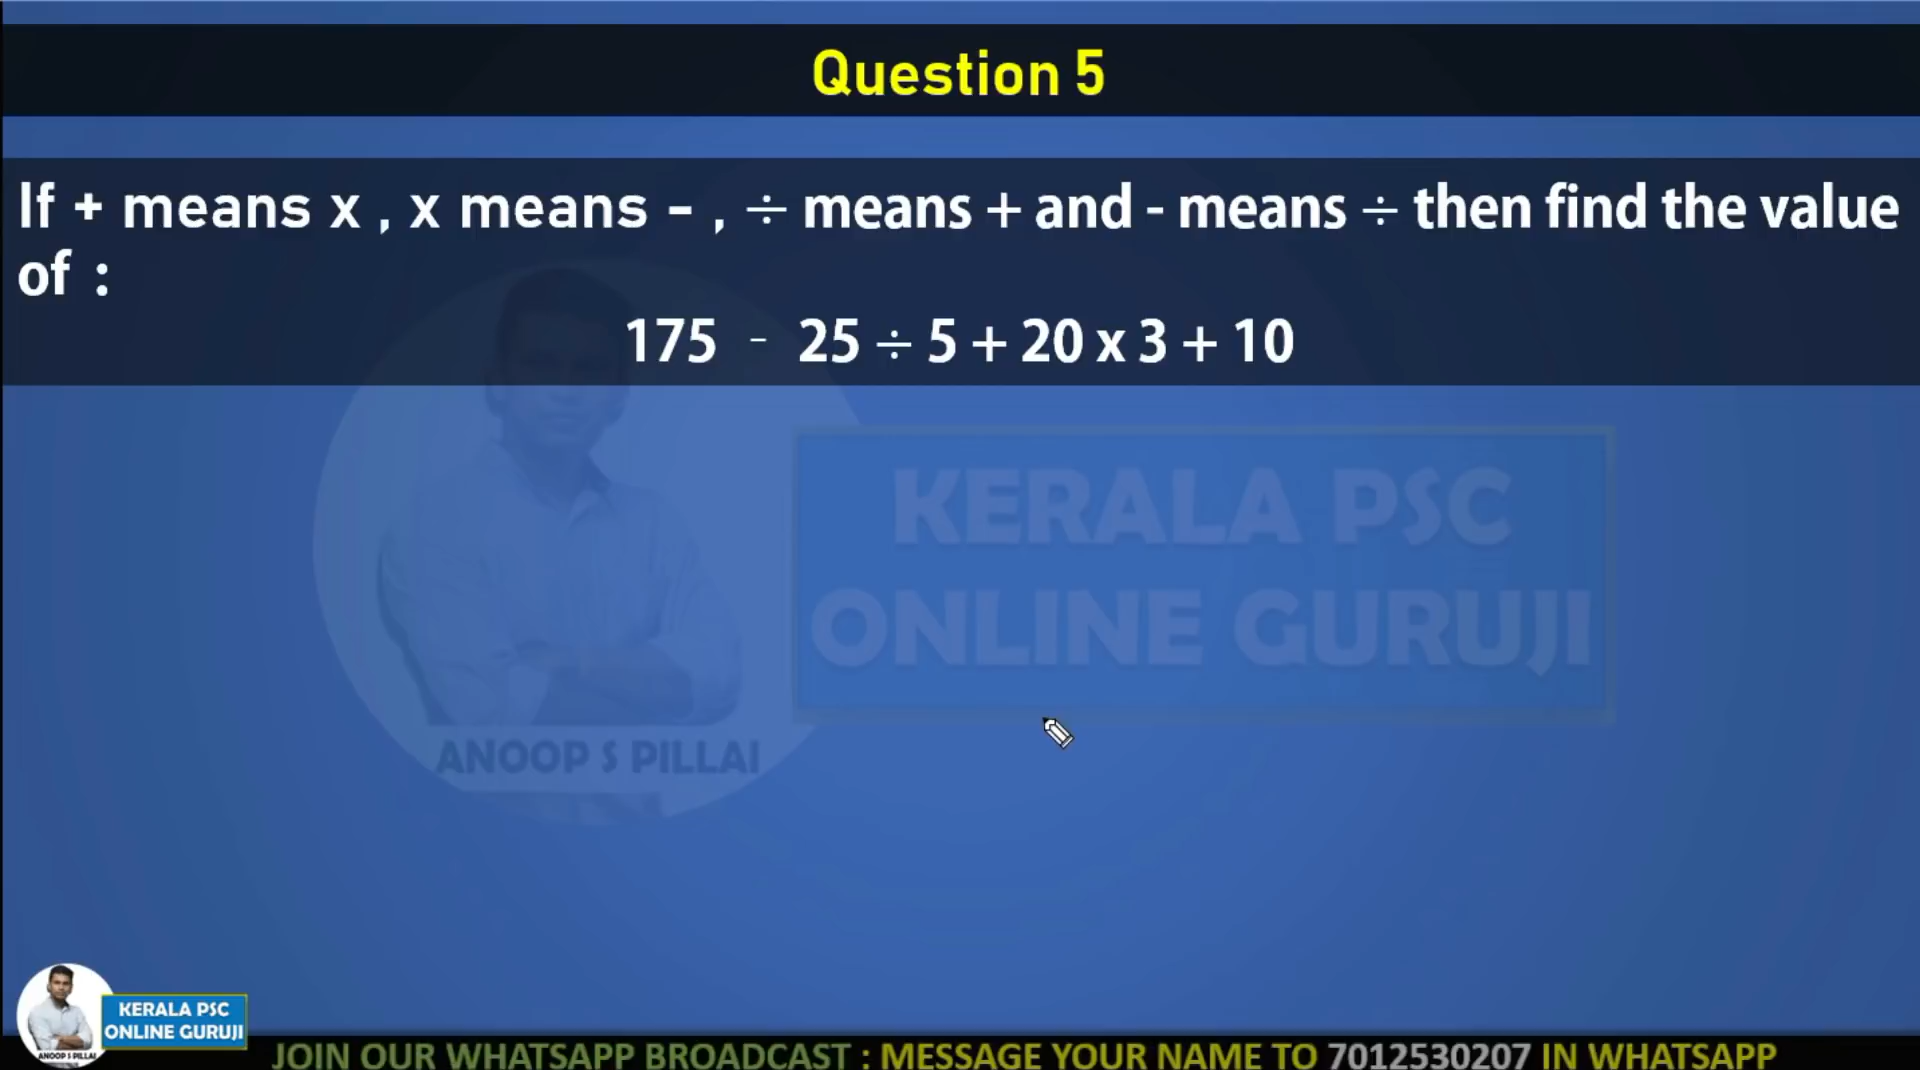 Question 5
If + means x , x means - , ÷ means + and - means ÷ then find the value
of :
175 - 25 ÷ 5 + 20 x 3 + 10
KERALA PSC
ONLINE GURUJI
ANOOP S PILLAI
KERALA PSC
ONLINE GURUJI
ANOOP S PILLAI
JOIN OUR WHATSAPP BROADCAST : MESSAGE YOUR NAME TO 7012530207 IN WHATSAPP